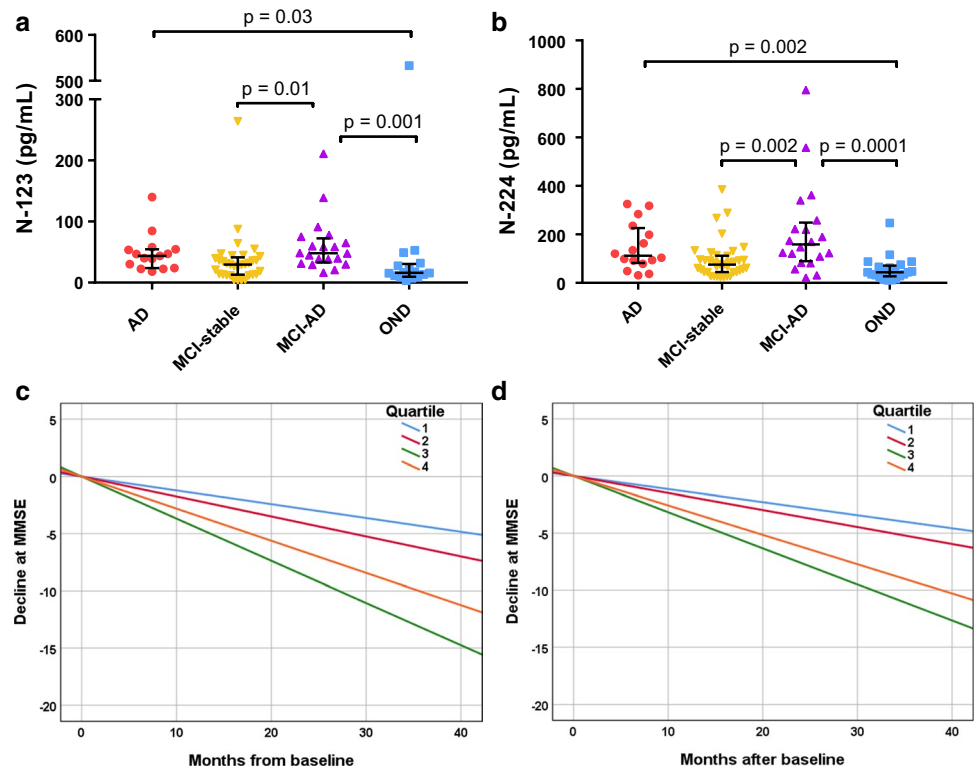 a
N-123 (pg/mL)
600
500
300
200
100
0
p = 0.03
p = 0.01
p = 0.001
AD
MCI-stable
MCI-AD
OND
b
N-224 (pg/mL)
1000
800
600
400
200
0
p = 0.002
p = 0.002
p = 0.0001
AD
MCI-stable
MCI-AD
OND
c
Decline at MMSE
5
0
-5
-10
-15
-20
Quartile
1
2
3
4
0 10 20 30 40
Months from baseline
d
Decline at MMSE
5
0
-5
-10
-15
-20
Quartile
1
2
3
4
0 10 20 30 40
Months after baseline